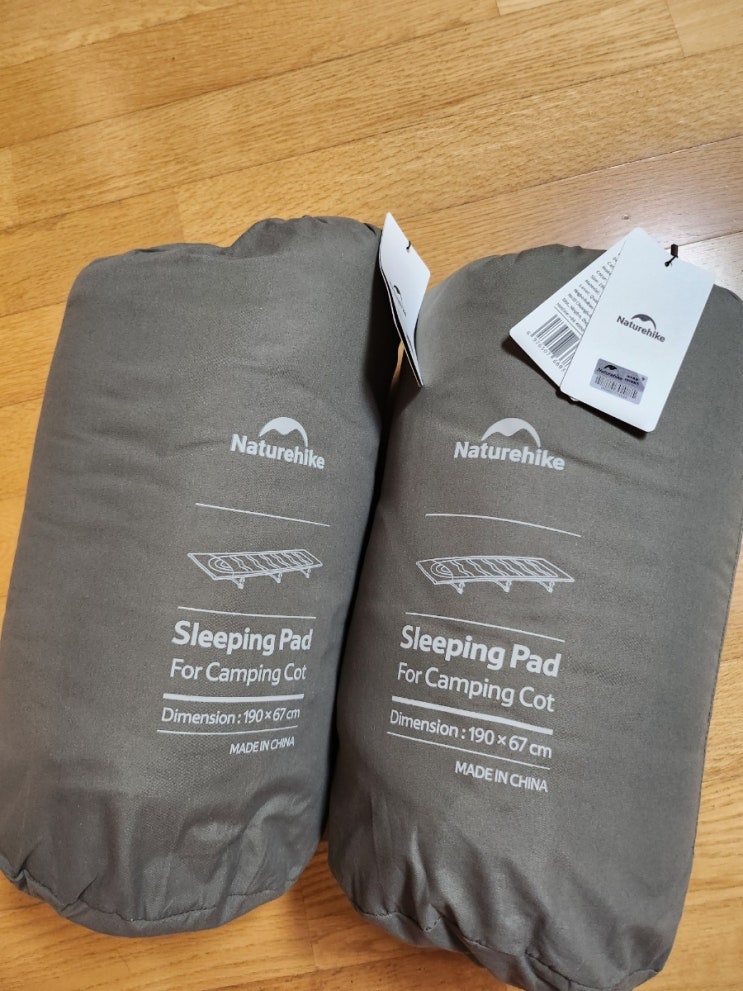 Naturehike
Sleeping Pad
For Camping Cot
Dimension : 190 × 67 cm
MADE IN CHINA
Naturehike
Naturehike
Naturehike
Sleeping Pad
For Camping Cot
Dimension : 190 × 67 cm
MADE IN CHINA